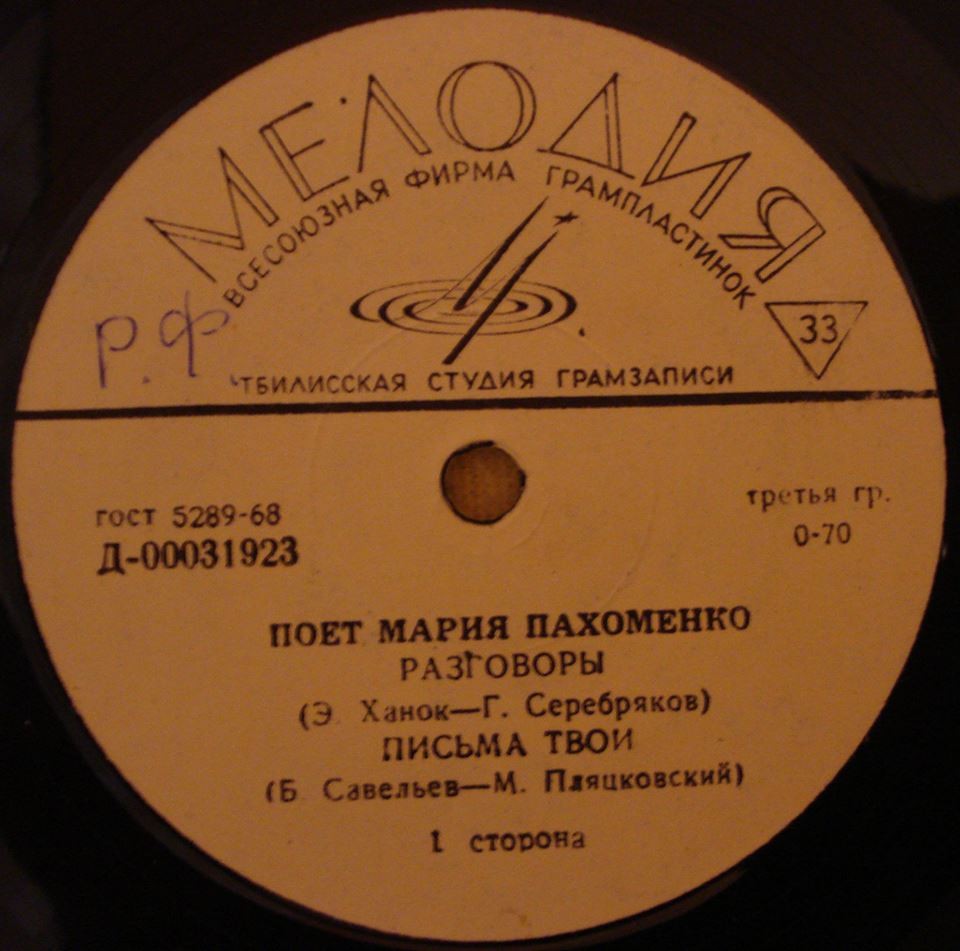 МЕЛОДИЯ
ВСЕСОЮЗНАЯ ФИРМА ГРАМПЛАСТИНОК
33
Р.Ф
ТБИЛИССКАЯ СТУДИЯ ГРАМЗАПИСИ
ГОСТ 5289-68
третья гр.
Д-00031923
0-70
ПОЕТ МАРИЯ ПАХОМЕНКО
РАЗГОВОРЫ
(Э. Ханок—Г. Серебряков)
ПИСЬМА ТВОИ
(Б. Савельев—М. Пляцковский)
1 сторона